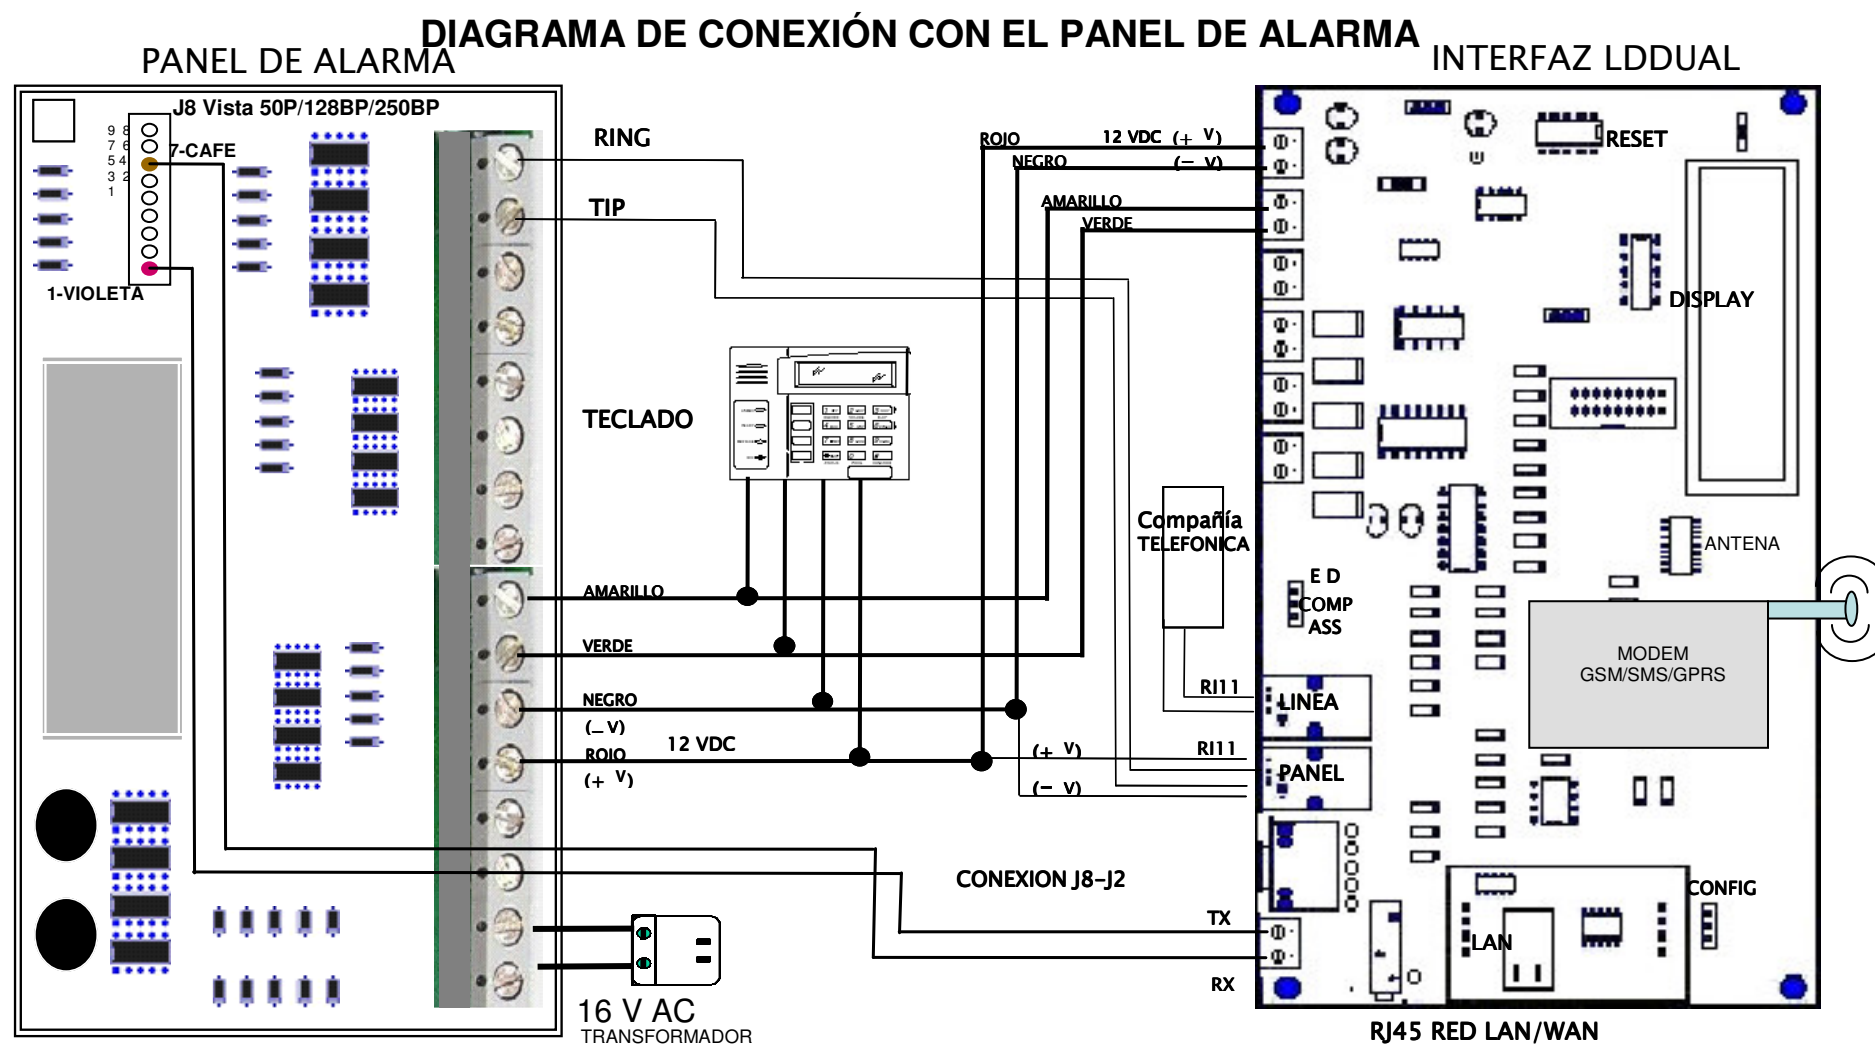 DIAGRAMA DE CONEXIÓN CON EL PANEL DE ALARMA
PANEL DE ALARMA
INTERFAZ LDDUAL
J8 Vista 50P/128BP/250BP
9 8
7 6
5 4
3 2
1
7-CAFE
1-VIOLETA
RING
TIP
ROJO
12 VDC (+ V)
NEGRO
(− V)
AMARILLO
VERDE
RESET
DISPLAY
TECLADO
Compañía
TELEFONICA
ANTENA
E D
COMP
ASS
AMARILLO
VERDE
MODEM
GSM/SMS/GPRS
NEGRO
(− V)
ROJO
(+ V)
12 VDC
RJ11
LINEA
(+ V)
RJ11
PANEL
(− V)
CONEXION J8-J2
TX
RX
CONFIG
LAN
16 V AC
TRANSFORMADOR
RJ45 RED LAN/WAN